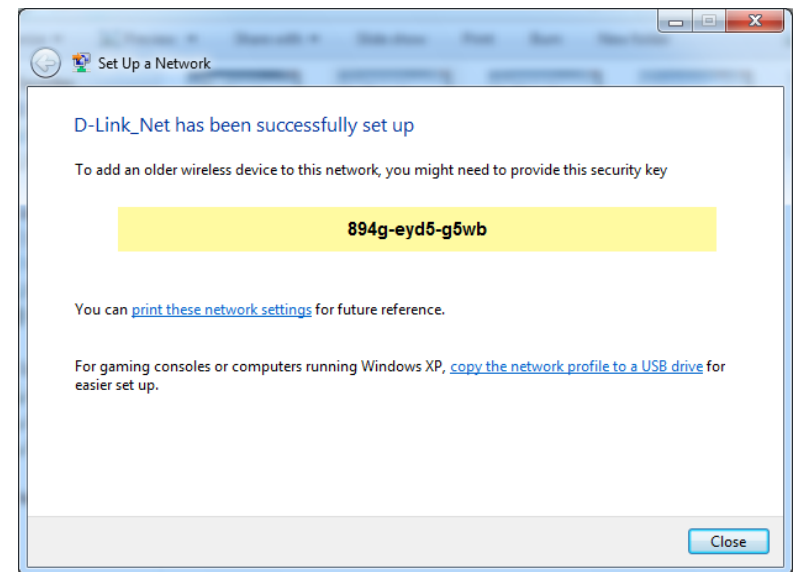 Set Up a Network
D-Link_Net has been successfully set up
To add an older wireless device to this network, you might need to provide this security key
894g-eyd5-g5wb
You can print these network settings for future reference.
For gaming consoles or computers running Windows XP, copy the network profile to a USB drive for
easier set up.
Close